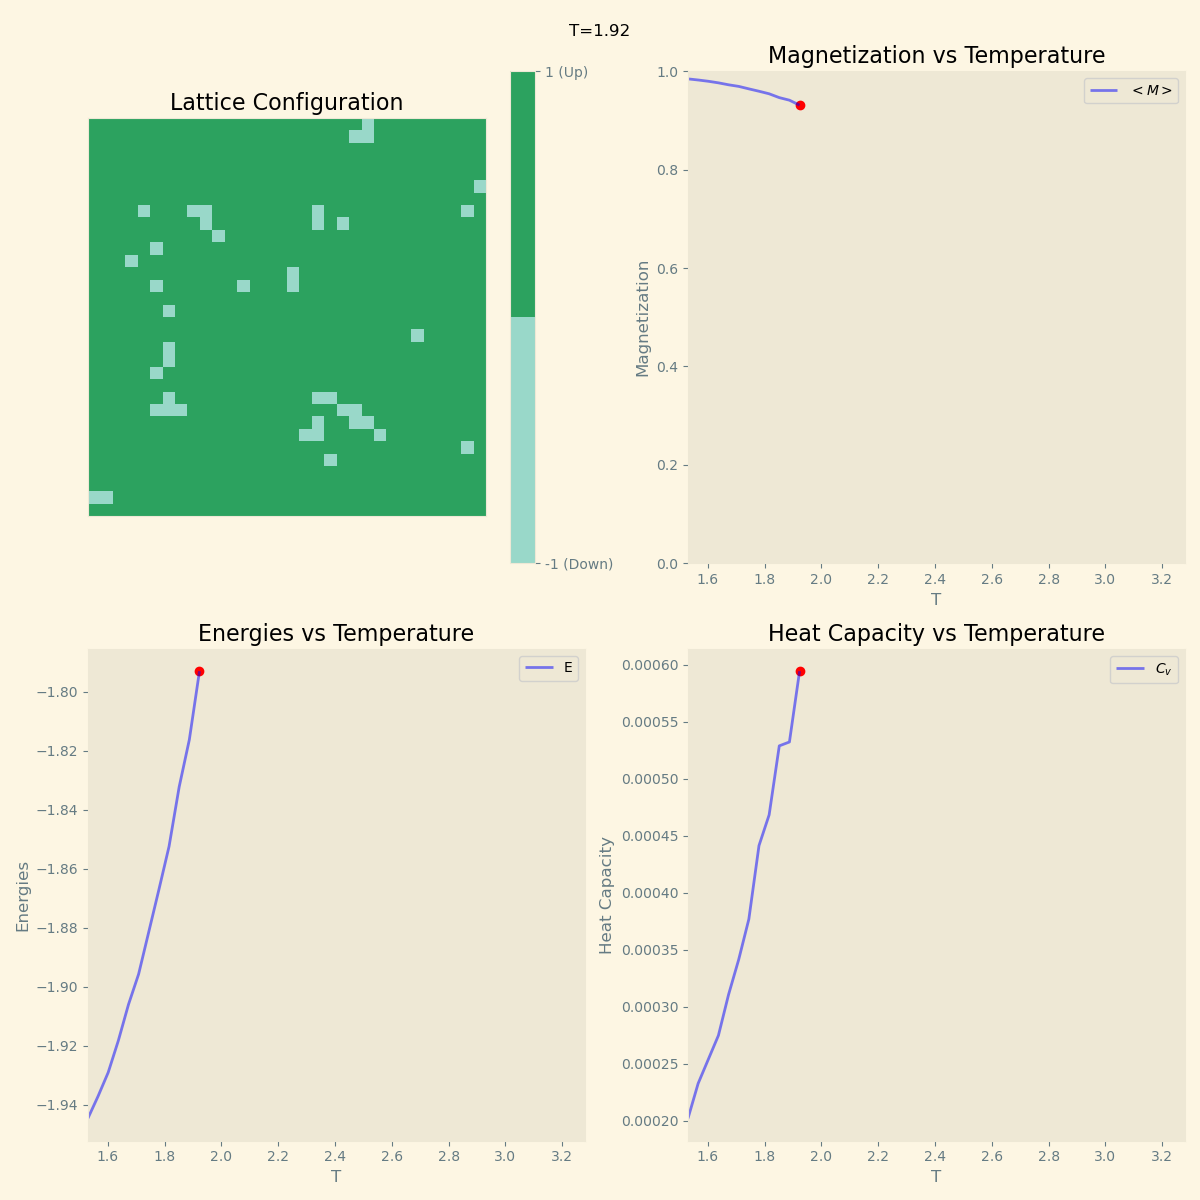 T=1.92
Lattice Configuration
1 (Up)
-1 (Down)
Magnetization vs Temperature
<M>
1.0
0.8
0.6
0.4
0.2
0.0
Magnetization
1.6 1.8 2.0 2.2 2.4 2.6 2.8 3.0 3.2
T
Energies vs Temperature
E
−1.80
−1.82
−1.84
−1.86
−1.88
−1.90
−1.92
−1.94
Energies
1.6 1.8 2.0 2.2 2.4 2.6 2.8 3.0 3.2
T
Heat Capacity vs Temperature
Cv
0.00060
0.00055
0.00050
0.00045
0.00040
0.00035
0.00030
0.00025
0.00020
Heat Capacity
1.6 1.8 2.0 2.2 2.4 2.6 2.8 3.0 3.2
T